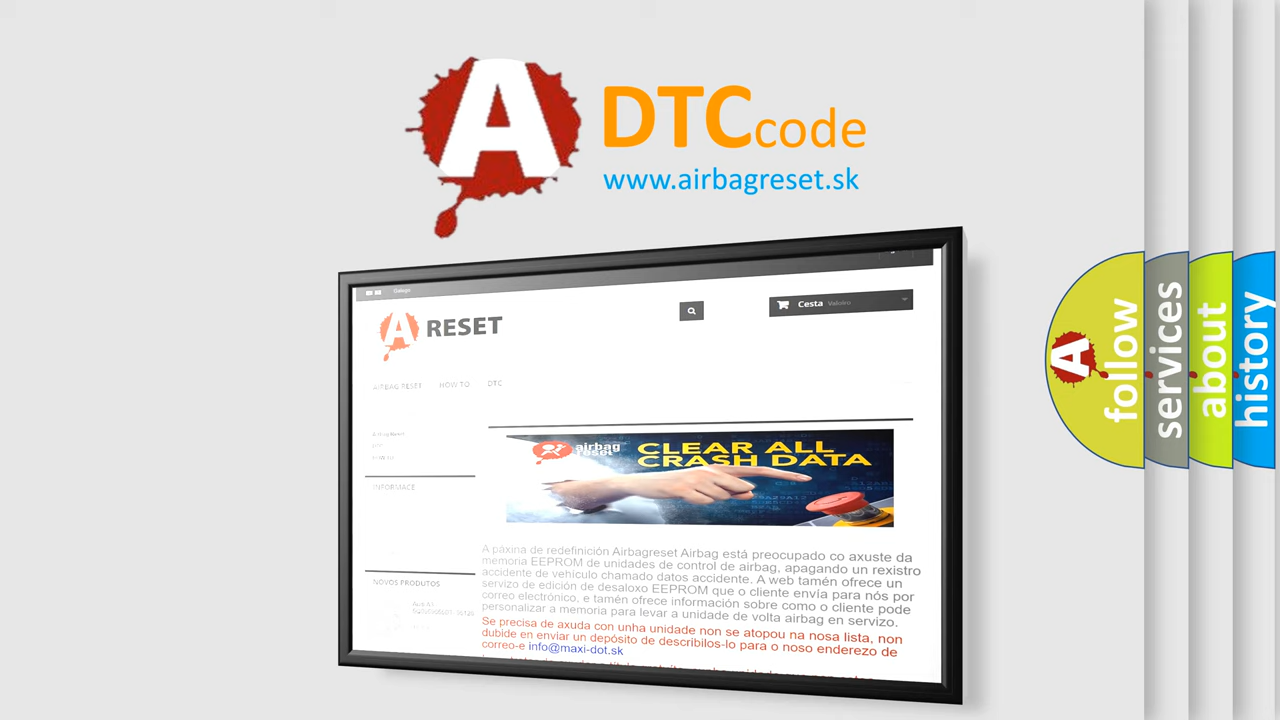 A DTCcode
www.airbagreset.sk
Galego
A RESET
Cesta Valeiro
AIRBAG RESET HOW TO DTC
INFORMACE
airbag
reset
CLEAR ALL
CRASH DATA
A páxina de redefinición Airbagreset Airbag está preocupado co axuste da
memoria EEPROM de unidades de control de airbag, apagando un rexistro
accidente de vehículo chamado datos accidente. A web tamén ofrece un
servizo de edición de desaloxo EEPROM que o cliente envía para nós por
correo electrónico, e tamén ofrece información sobre como o cliente pode
personalizar a memoria para levar a unidade de volta airbag en servizo.
Se precisa de axuda con unha unidade non se atopou na nosa lista, non
dubide en enviar un depósito de describilos-lo para o noso enderezo de
correo-e info@maxi-dot.sk
NOVOS PRODUTOS
A
follow
services
about
history